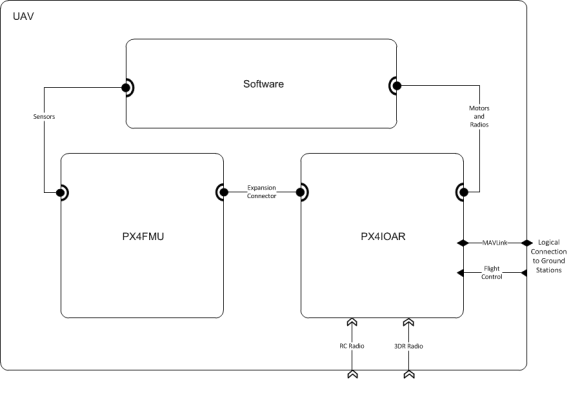 UAV
Software
Sensors
Motors
and
Radios
Expansion
Connector
PX4FMU
PX4IOAR
MAVLink
Logical
Connection
to Ground
Stations
Flight
Control
RC Radio
3DR Radio